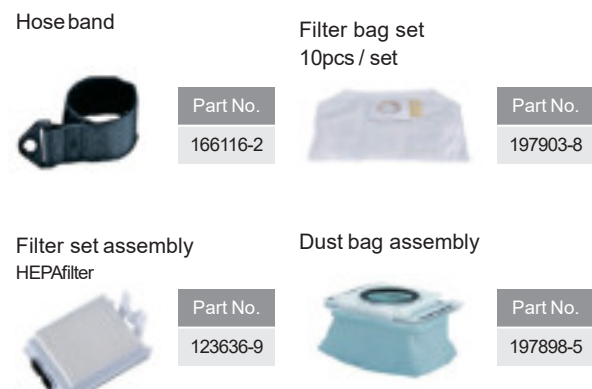 Hose band
Part No.
166116-2
Filter bag set
10pcs / set
Part No.
197903-8
Filter set assembly
HEPAfilter
Part No.
123636-9
Dust bag assembly
Part No.
197898-5